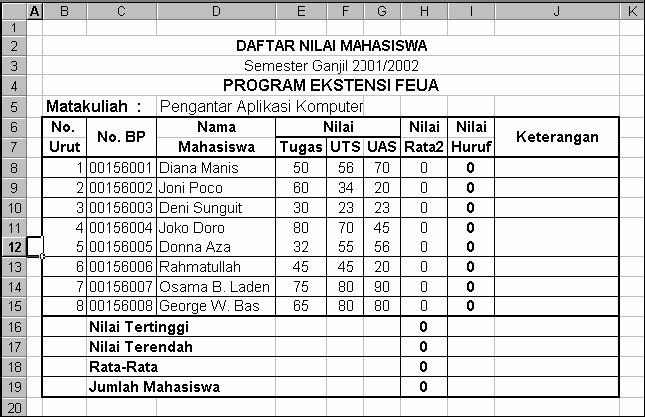 A B C D E F G H I J K
1
2 DAFTAR NILAI MAHASISWA
3 Semester Ganjil 2001/2002
4 PROGRAM EKSTENSI FEUA
5 Matakuliah : Pengantar Aplikasi Komputer
6 No. No. BP Nama Nilai Nilai Nilai Keterangan
7 Urut Mahasiswa Tugas UTS UAS Rata2 Huruf
8 1 00156001 Diana Manis 50 56 70 0 0
9 2 00156002 Joni Poco 60 34 20 0 0
10 3 00156003 Deni Sunguit 30 23 23 0 0
11 4 00156004 Joko Doro 80 70 45 0 0
12 5 00156005 Donna Aza 32 55 56 0 0
13 6 00156006 Rahmatullah 45 45 20 0 0
14 7 00156007 Osama B. Laden 75 80 90 0 0
15 8 00156008 George W. Bas 65 80 80 0 0
16 Nilai Tertinggi 0
17 Nilai Terendah 0
18 Rata-Rata 0
19 Jumlah Mahasiswa 0
20